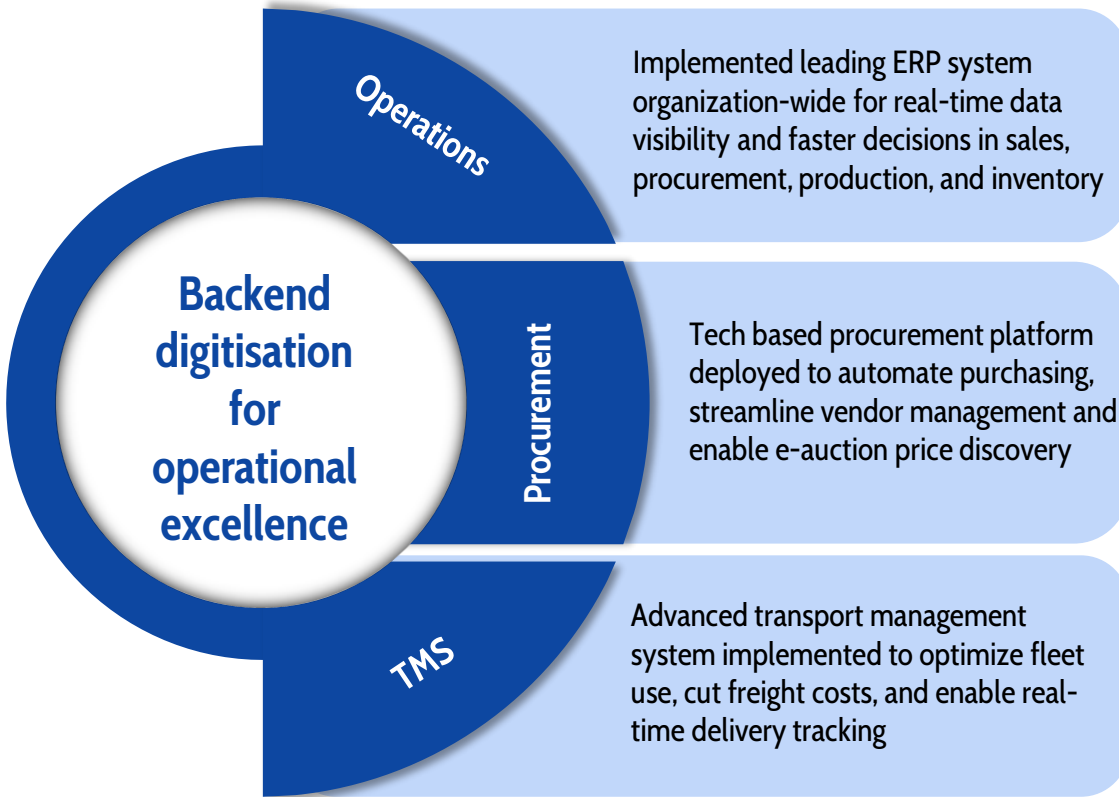 Backend
digitisation
for
operational
excellence
Operations
Implemented leading ERP system
organization-wide for real-time data
visibility and faster decisions in sales,
procurement, production, and inventory
Procurement
Tech based procurement platform
deployed to automate purchasing,
streamline vendor management and
enable e-auction price discovery
TMS
Advanced transport management
system implemented to optimize fleet
use, cut freight costs, and enable real-
time delivery tracking